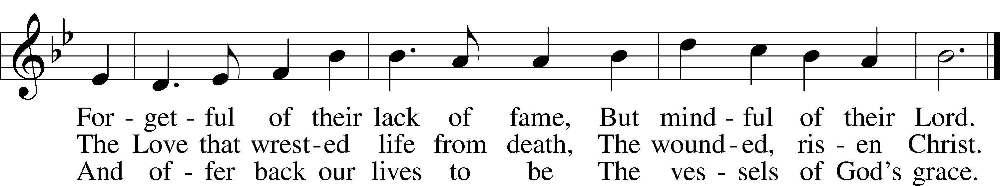 For - get - ful of their lack of fame, But mind - ful of their Lord.
The Love that wrest - ed life from death, The wound - ed, ris - en Christ.
And of - fer back our lives to be The ves - sels of God's grace.